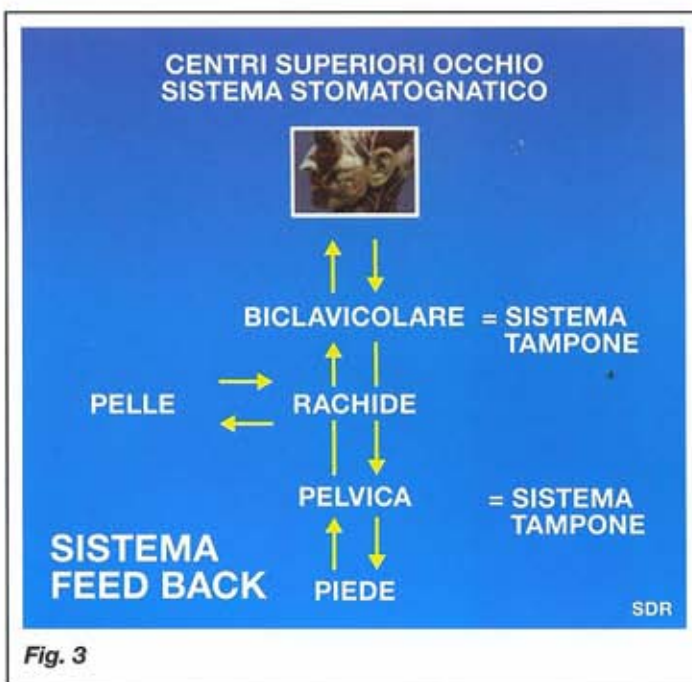 CENTRI SUPERIORI OCCHIO
SISTEMA STOMATOGNATICO
BICLAVICOLARE = SISTEMA
TAMPONE
PELLE RACHIDE
PELVICA = SISTEMA
TAMPONE
SISTEMA
FEED BACK PIEDE
SDR
Fig. 3